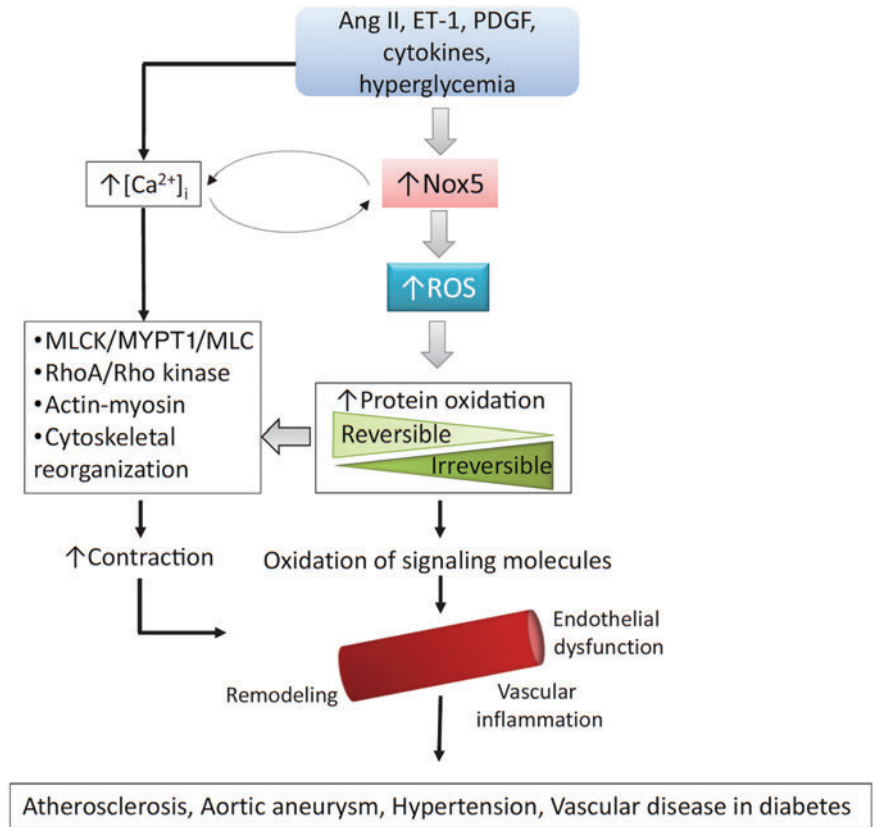 Ang II, ET-1, PDGF,
cytokines,
hyperglycemia
↑[Ca²⁺]ᵢ
↑Nox5
↑ROS
•MLCK/MYPT1/MLC
•RhoA/Rho kinase
•Actin-myosin
•Cytoskeletal
reorganization
↑Protein oxidation
Reversible
Irreversible
↑Contraction
Oxidation of signaling molecules
Endothelial
dysfunction
Remodeling
Vascular
inflammation
Atherosclerosis, Aortic aneurysm, Hypertension, Vascular disease in diabetes